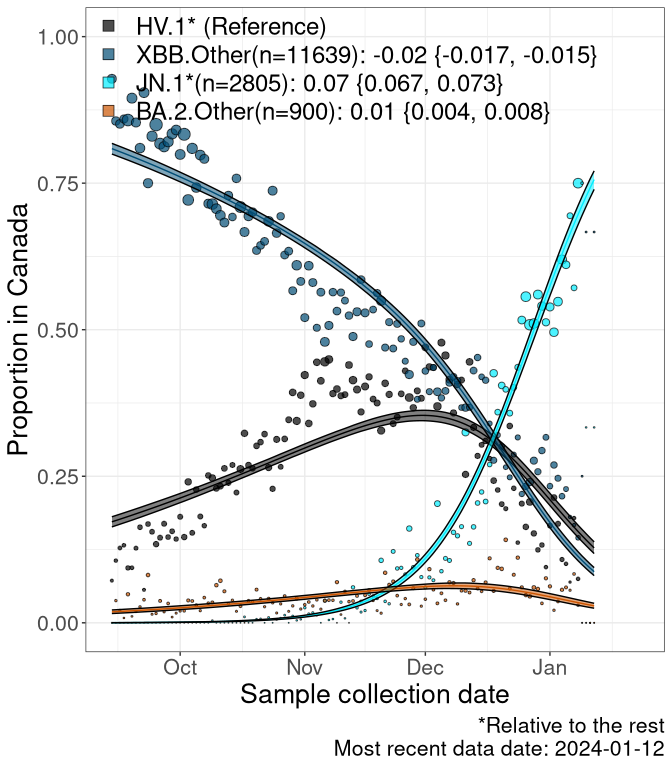 HV.1* (Reference)
XBB.Other(n=11639): -0.02 {-0.017, -0.015}
JN.1*(n=2805): 0.07 {0.067, 0.073}
BA.2.Other(n=900): 0.01 {0.004, 0.008}
1.00
0.75
0.50
0.25
0.00
Proportion in Canada
Oct Nov Dec Jan
Sample collection date
*Relative to the rest
Most recent data date: 2024-01-12